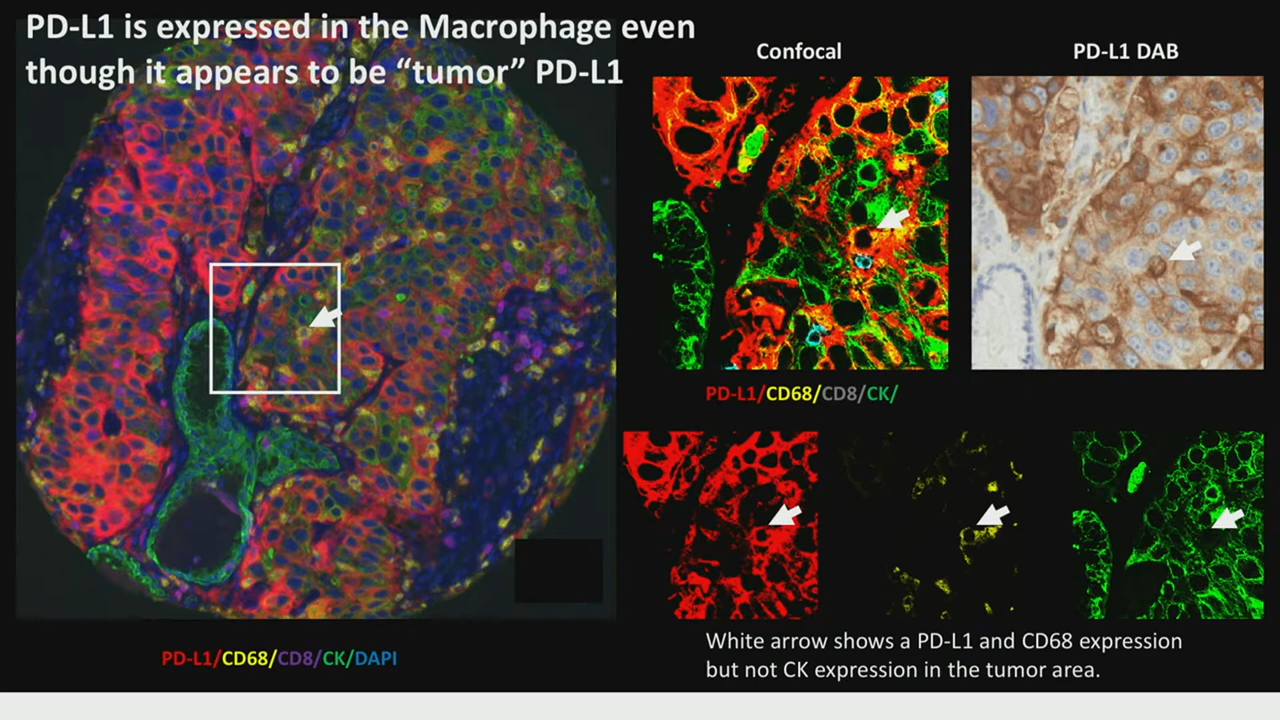 PD-L1 is expressed in the Macrophage even
though it appears to be “tumor” PD-L1
Confocal
PD-L1 DAB
PD-L1/CD68/CD8/CK/
PD-L1/CD68/CD8/CK/DAPI
White arrow shows a PD-L1 and CD68 expression
but not CK expression in the tumor area.